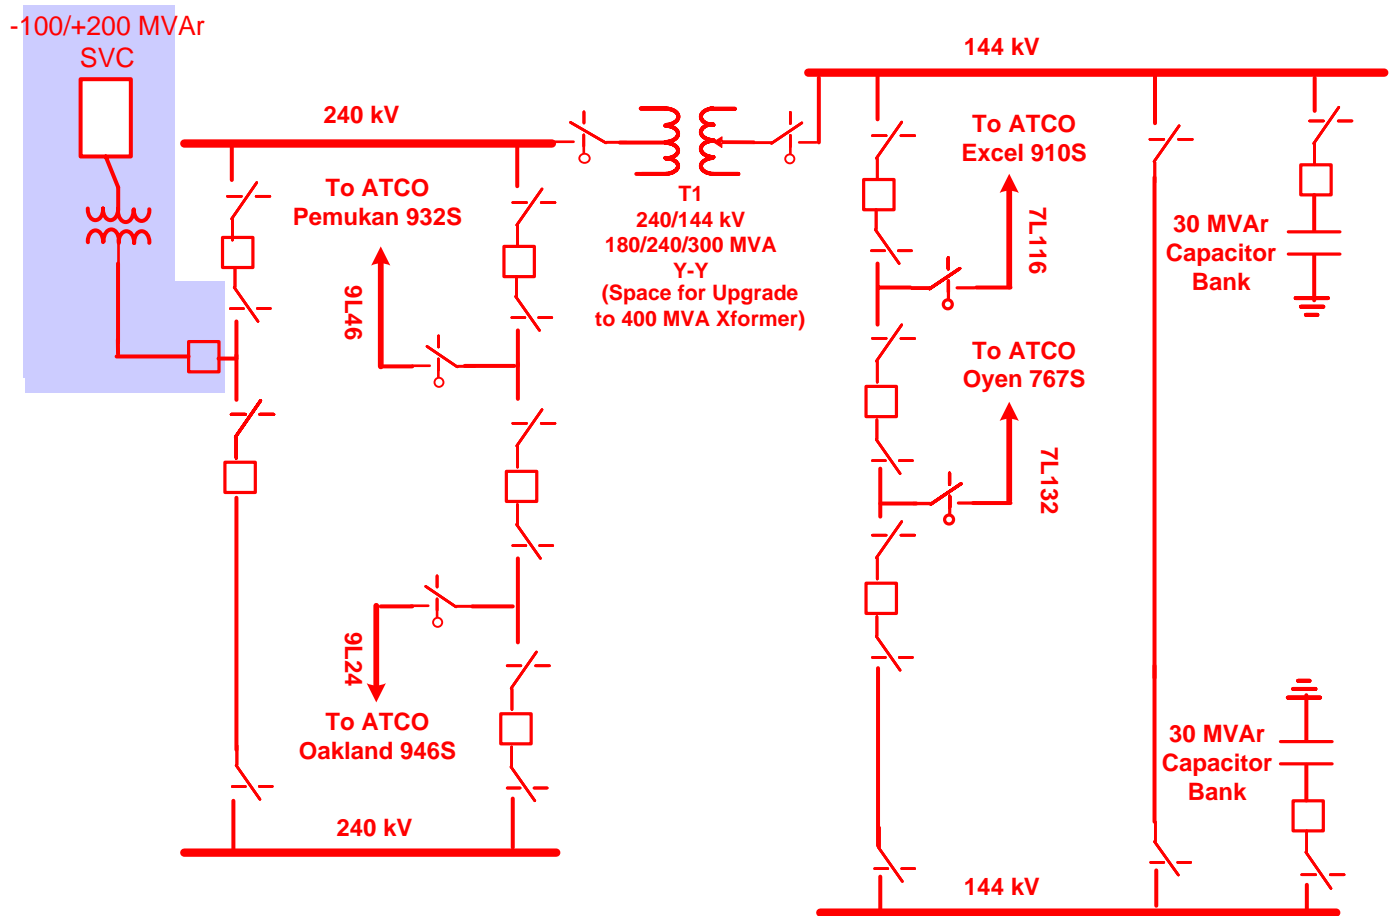 -100/+200 MVAr
SVC
240 kV
144 kV
To ATCO
Pemukan 932S
9L46
T1
240/144 kV
180/240/300 MVA
Y-Y
(Space for Upgrade
to 400 MVA Xformer)
To ATCO
Excel 910S
7L116
30 MVAr
Capacitor
Bank
To ATCO
Oyen 767S
7L132
9L24
To ATCO
Oakland 946S
30 MVAr
Capacitor
Bank
240 kV
144 kV